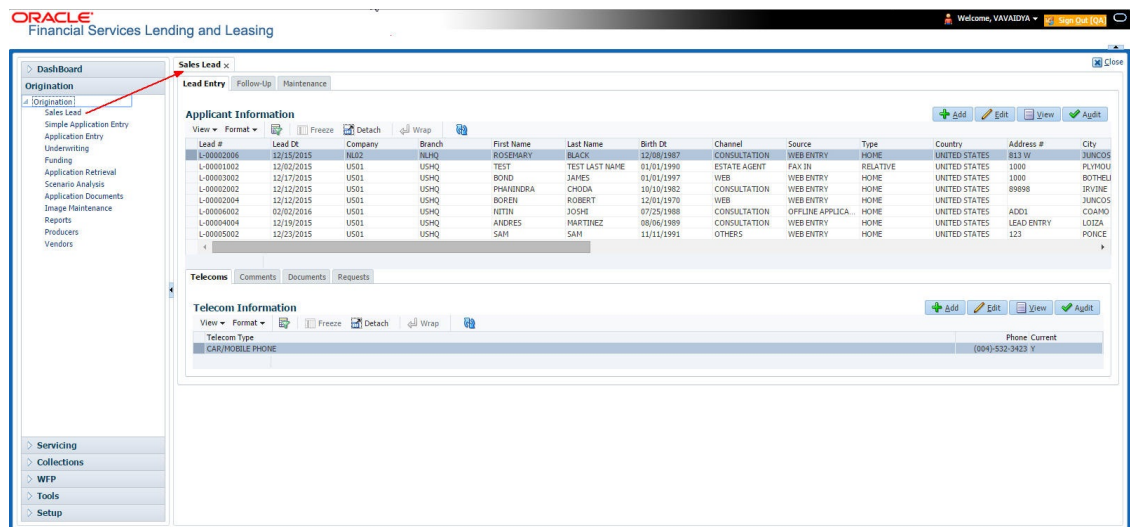 ORACLE
Financial Services Lending and Leasing
Welcome, VAVAIDYA
Sign Out [QA]
Close
DashBoard
Origination
Origination
Sales Lead
Simple Application Entry
Application Entry
Underwriting
Funding
Application Retrieval
Scenario Analysis
Application Documents
Image Maintenance
Reports
Producers
Vendors
Servicing
Collections
WFP
Tools
Setup
Sales Lead x
Lead Entry Follow-Up Maintenance
Applicant Information
Add Edit View Audit
View Format Freeze Detach Wrap
Lead # Lead Dt Company Branch First Name Last Name Birth Dt Channel Source Type Country Address # City
L-00002006 12/15/2015 NL02 NLHQ ROSEMARY BLACK 12/08/1987 CONSULTATION WEB ENTRY HOME UNITED STATES 813 W JUNCOS
L-00001002 12/02/2015 US01 USHQ TEST TEST LAST NAME 01/01/1990 ESTATE AGENT FAX IN RELATIVE UNITED STATES 1000 PLYMOU
L-00003002 12/17/2015 US01 USHQ BOND JAMES 01/01/1997 WEB WEB ENTRY HOME UNITED STATES 1000 BOTHELL
L-00002002 12/12/2015 US01 USHQ PHANINDRA CHODA 10/10/1982 CONSULTATION WEB ENTRY HOME UNITED STATES 89898 IRVINE
L-00002004 12/12/2015 US01 USHQ BOREN ROBERT 12/01/1970 WEB WEB ENTRY HOME UNITED STATES JUNCOS
L-00006002 02/02/2016 US01 USHQ NITIN JOSHI 07/25/1988 CONSULTATION OFFLINE APPLICA... HOME UNITED STATES ADD1 COAMO
L-00004004 12/19/2015 US01 USHQ ANDRES MARTINEZ 08/06/1989 CONSULTATION WEB ENTRY HOME UNITED STATES LEAD ENTRY LOIZA
L-00005002 12/23/2015 US01 USHQ SAM SAM 11/11/1991 OTHERS WEB ENTRY HOME UNITED STATES 123 PONCE
Telecoms Comments Documents Requests
Telecom Information
Add Edit View Audit
View Format Freeze Detach Wrap
Telecom Type Phone Current
CAR/MOBILE PHONE (004)-532-3423 Y